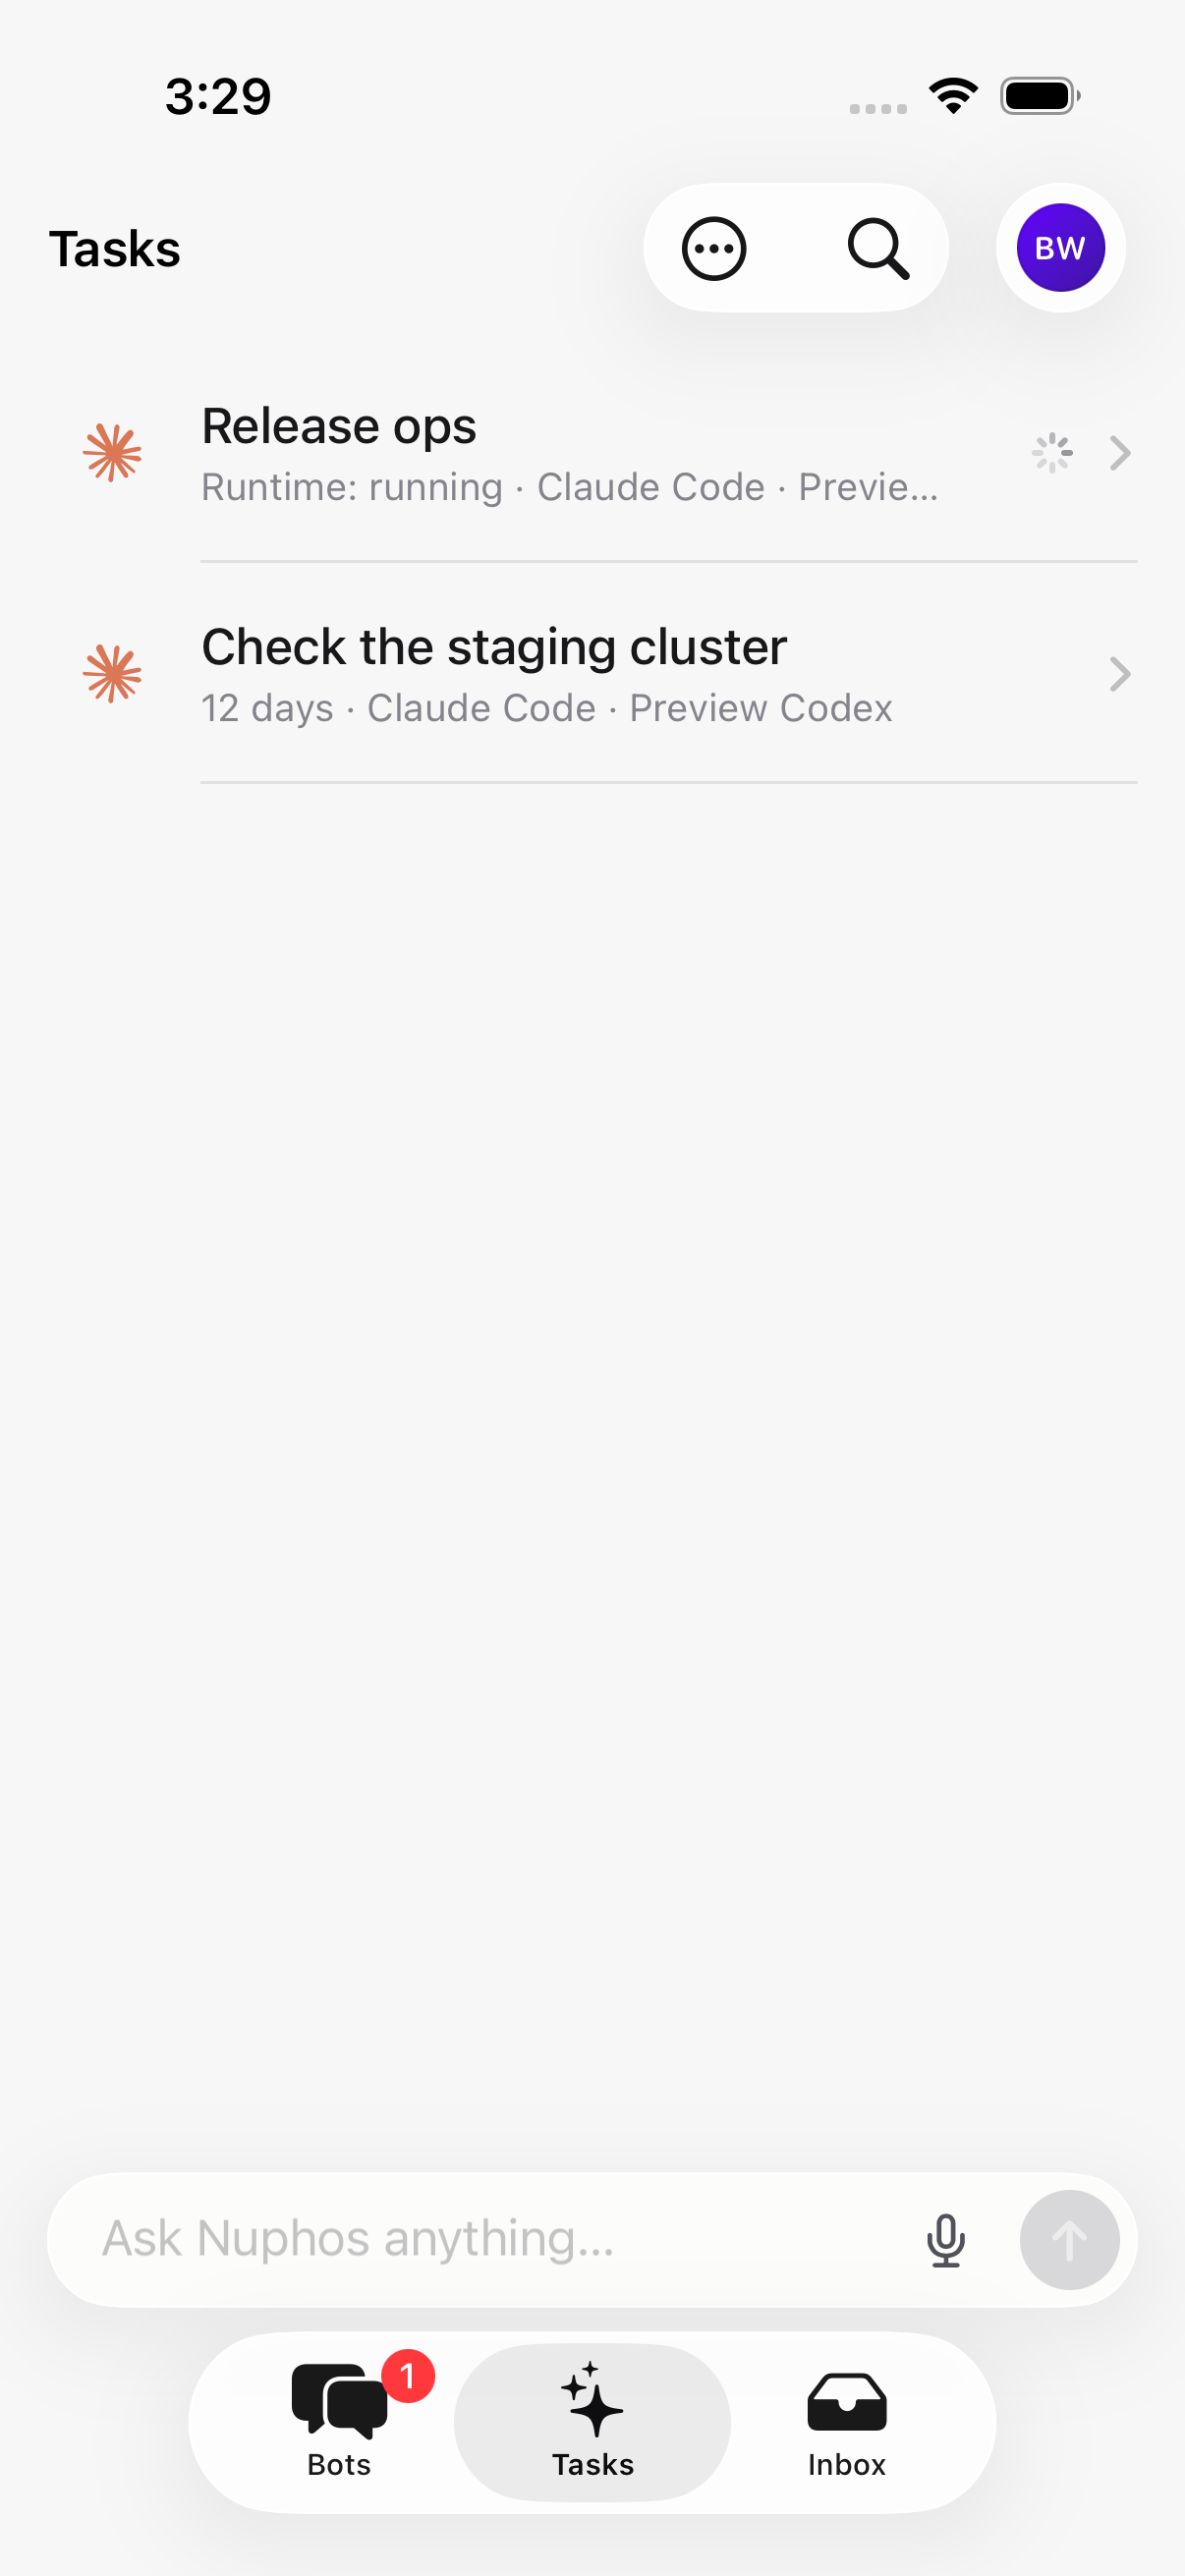 3:29
Tasks
BW
Release ops
Runtime: running · Claude Code · Previe...
Check the staging cluster
12 days · Claude Code · Preview Codex
Ask Nuphos anything...
1
Bots
Tasks
Inbox